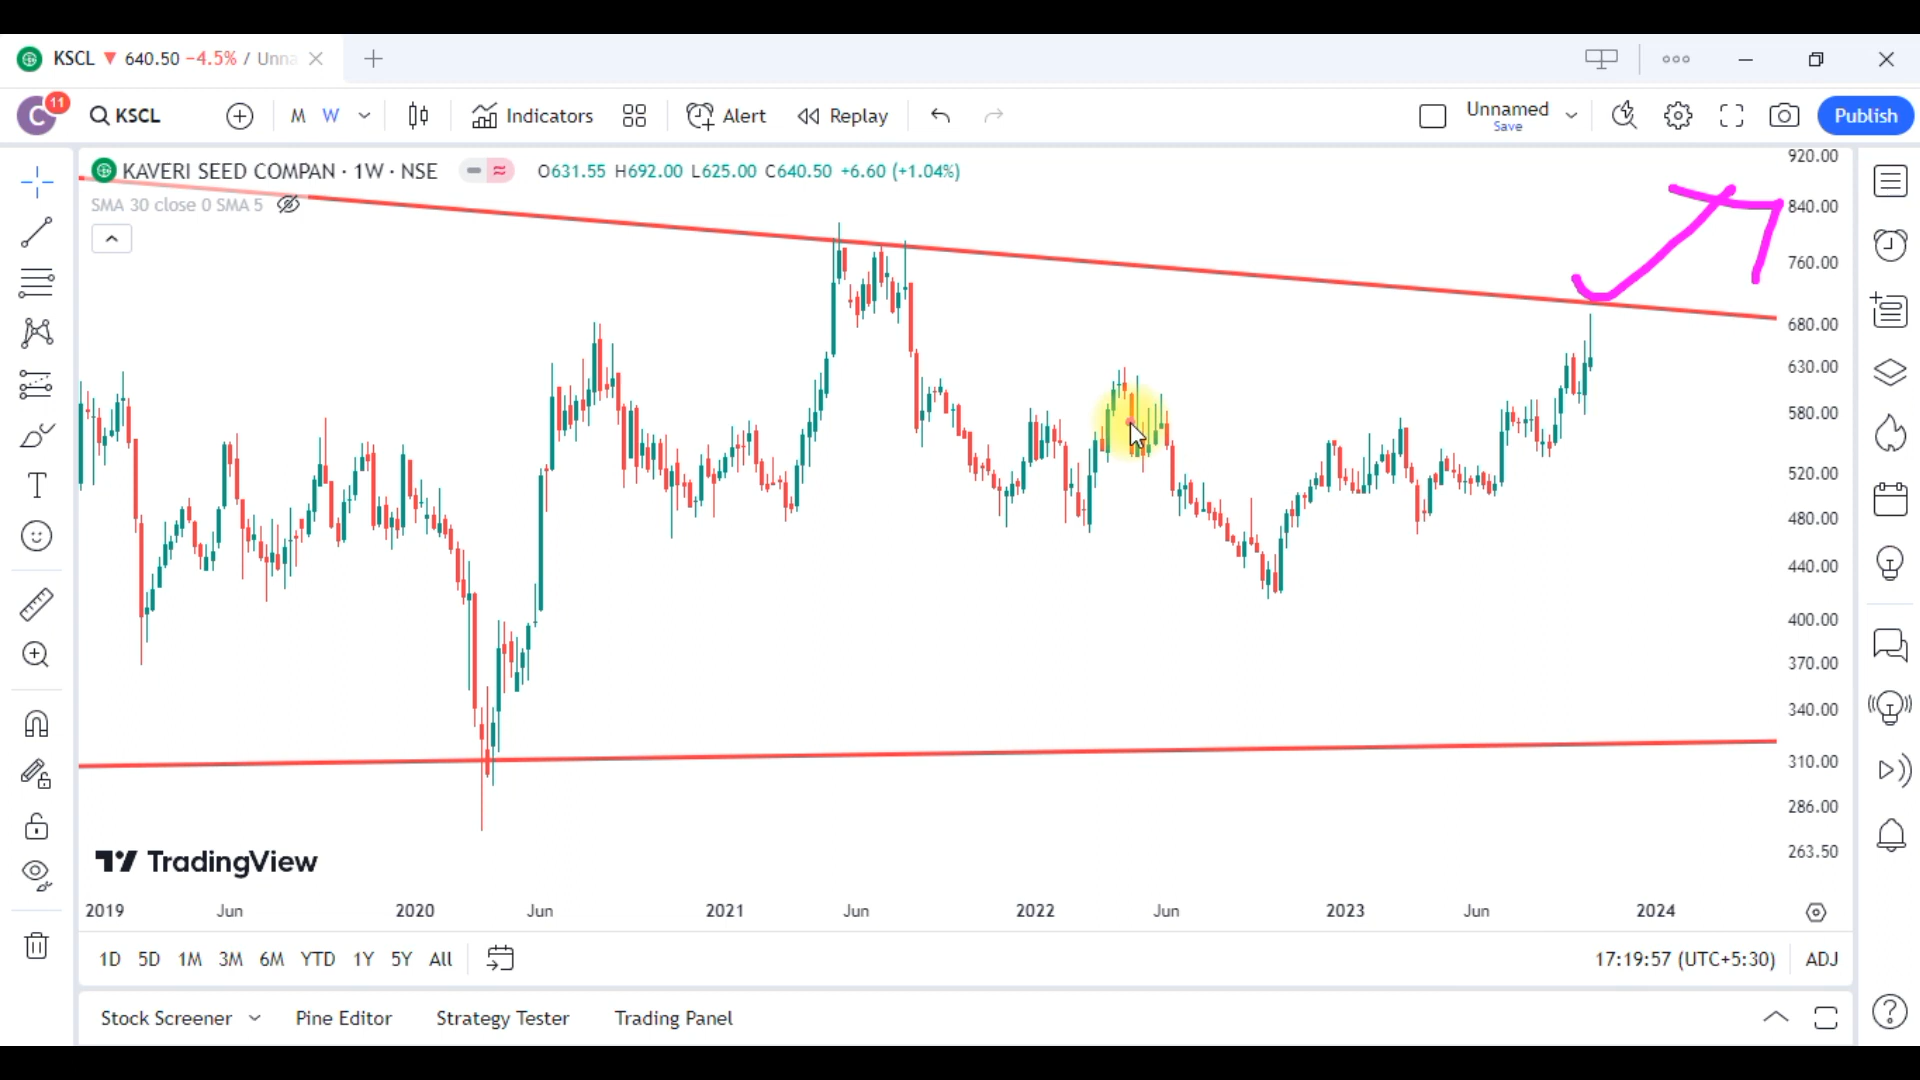 KSCL 640.50 −4.5% / Unna
C 11 KSCL M W Indicators Alert Replay Unnamed Save Publish
KAVERI SEED COMPAN · 1W · NSE O631.55 H692.00 L625.00 C640.50 +6.60 (+1.04%)
SMA 30 close 0 SMA 5
920.00
840.00
760.00
680.00
630.00
580.00
520.00
480.00
440.00
400.00
370.00
340.00
310.00
286.00
263.50
TradingView
2019 Jun 2020 Jun 2021 Jun 2022 Jun 2023 Jun 2024
1D 5D 1M 3M 6M YTD 1Y 5Y All 17:19:57 (UTC+5:30) ADJ
Stock Screener Pine Editor Strategy Tester Trading Panel